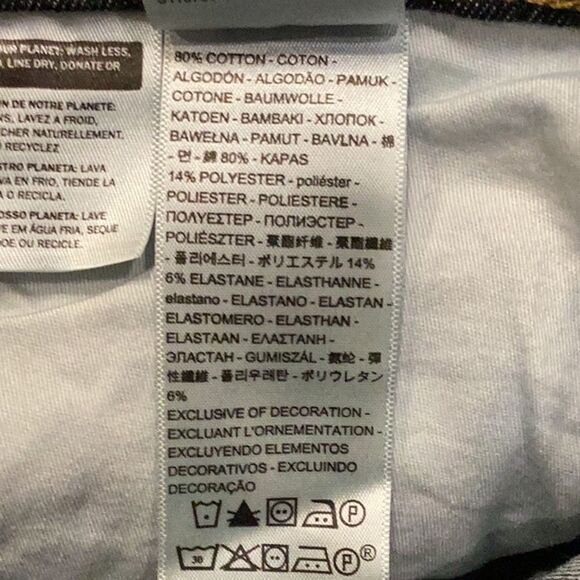 UR PLANET: WASH LESS,
, LINE DRY, DONATE OR
N DE NOTRE PLANETE:
NS, LAVEZ A FROID,
CHER NATURELLEMENT.
RECYCLEZ
STRO PLANETA: LAVA
VA EN FRIO, TIENDE LA
A O RECICLA.
OSSO PLANETA: LAVE
VE EM ÁGUA FRIA, SEQUE
DOE OU RECICLE.
80% COTTON - COTON -
ALGODÓN - ALGODÃO - PAMUK -
COTONE - BAUMWOLLE -
KATOEN - BAMBAKI - ХЛОПОК -
BAWEŁNA - PAMUT - BAVLNA - 棉
- 면 - 綿 80% - KAPAS
14% POLYESTER - poliéster -
POLIESTER - POLIESTERE -
ΠΟΛΥΕΣΤΕΡ - ПОЛИЭСТЕР -
POLIÉSZTER - 聚酯纤维 - 聚酯纖維
- 폴리에스터 - ポリエステル 14%
6% ELASTANE - ELASTHANNE -
elastano - ELASTANO - ELASTAN -
ELASTOMERO - ELASTHAN -
ELASTAAN - ΕΛΑΣΤΑΝΗ -
ЭЛАСТАН - GUMISZÁL - 氨纶 - 彈
性纖維 - 폴리우레탄 - ポリウレタン
6%
EXCLUSIVE OF DECORATION -
EXCLUANT L'ORNEMENTATION -
EXCLUYENDO ELEMENTOS
DECORATIVOS - EXCLUINDO
DECORAÇÃO
P
30 P ®